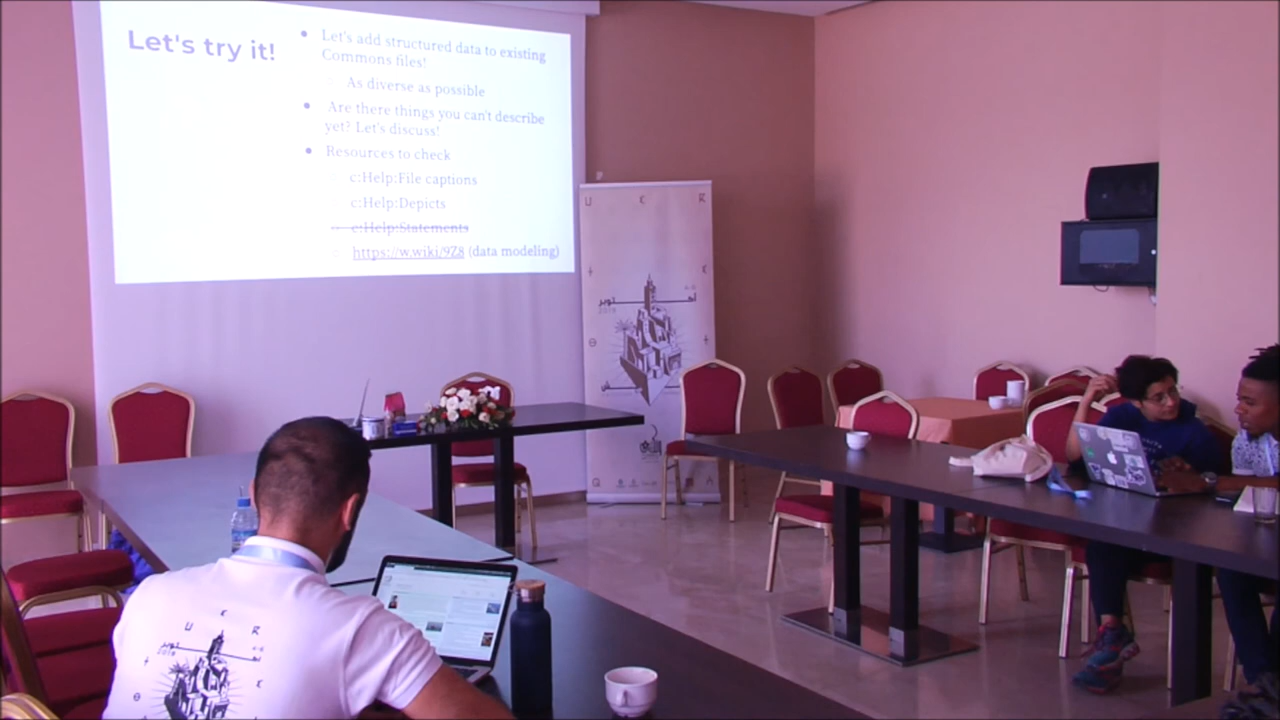 Let's try it!
Let's add structured data to existing
Commons files!
As diverse as possible
Are there things you can't describe
yet? Let's discuss!
Resources to check
c:Help:File captions
c:Help:Depicts
c:Help:Statements
https://w.wiki/9Z8 (data modeling)
U C R
2019
U C R
2019